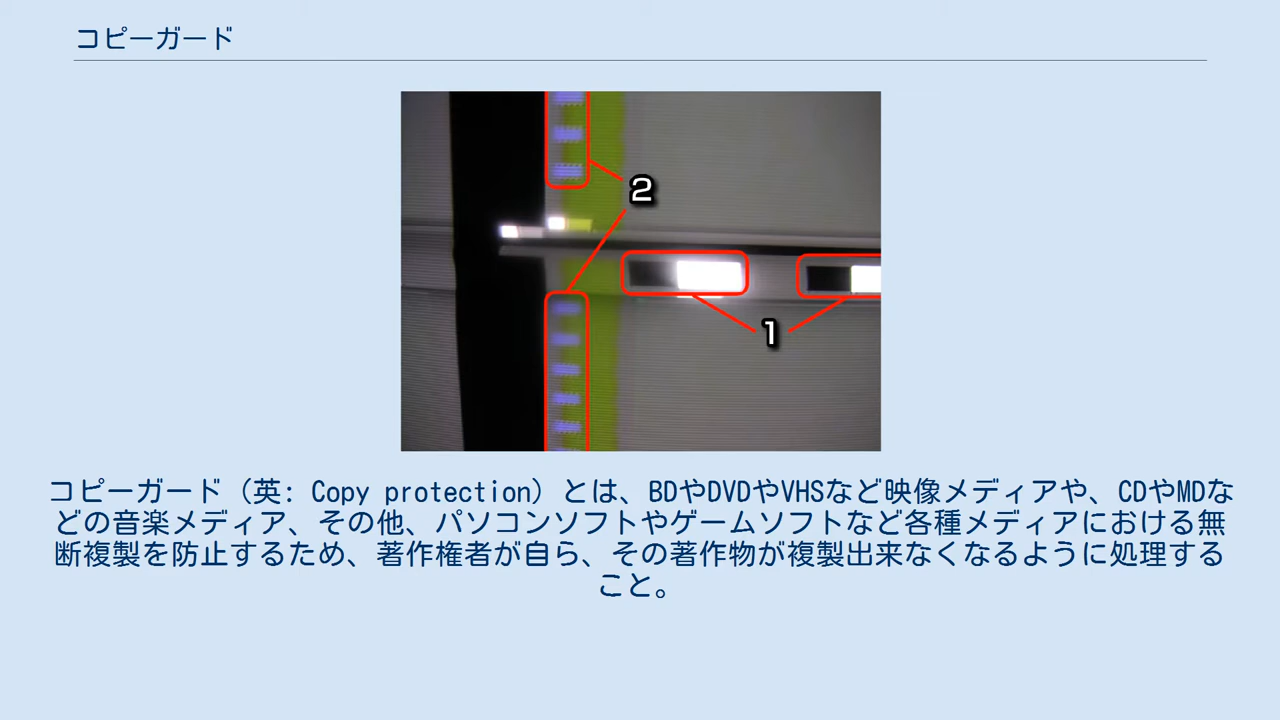 コピーガード
2
1
コピーガード（英: Copy protection）とは、BDやDVDやVHSなど映像メディアや、CDやMDな
どの音楽メディア、その他、パソコンソフトやゲームソフトなど各種メディアにおける無
断複製を防止するため、著作権者が自ら、その著作物が複製出来なくなるように処理する
こと。